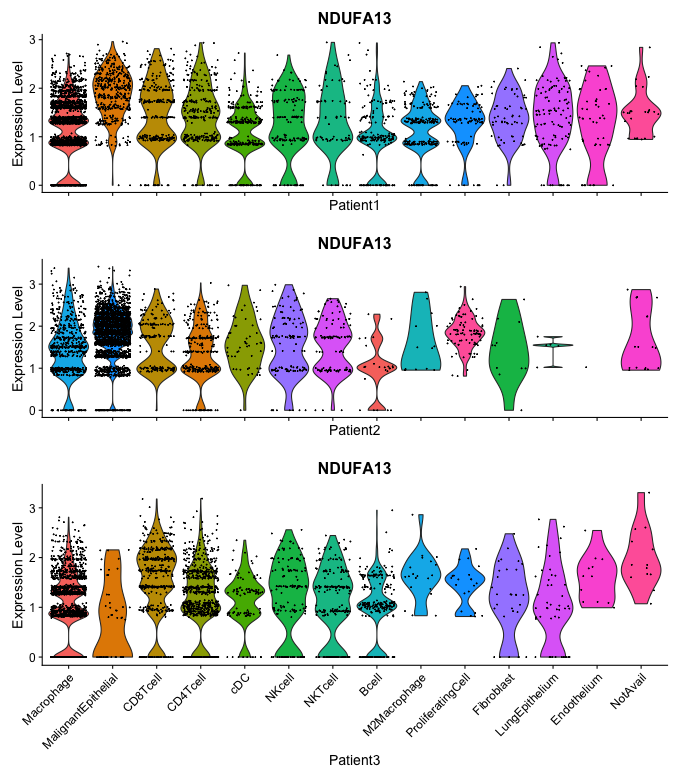 NDUFA13
Expression Level
3
2
1
0
Patient1
NDUFA13
Expression Level
3
2
1
0
Patient2
NDUFA13
Expression Level
3
2
1
0
Macrophage
MalignantEpithelial
CD8Tcell
CD4Tcell
cDC
NKcell
NKTcell
Bcell
M2Macrophage
ProliferatingCell
Fibroblast
LungEpithelium
Endothelium
NotAvail
Patient3